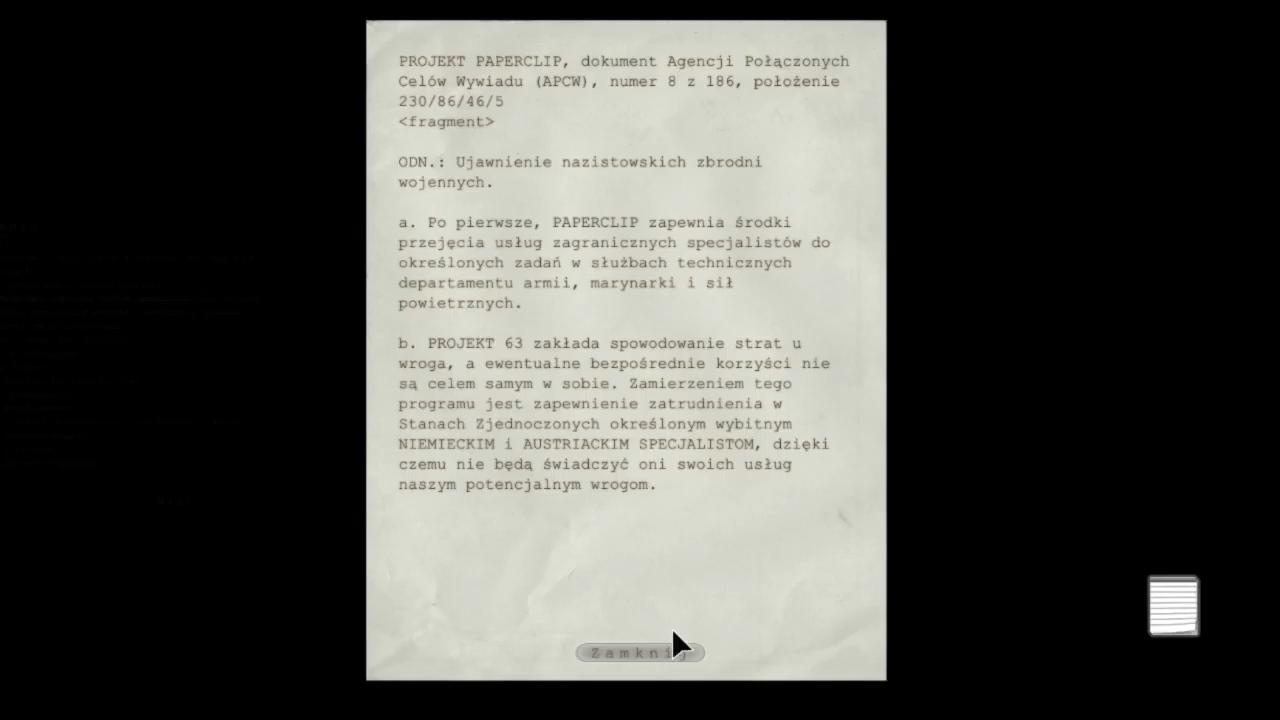 PROJEKT PAPERCLIP, dokument Agencji Połączonych
Celów Wywiadu (APCW), numer 8 z 186, położenie
230/86/46/5
<fragment>
ODN.: Ujawnienie nazistowskich zbrodni
wojennych.
a. Po pierwsze, PAPERCLIP zapewnia środki
przejęcia usług zagranicznych specjalistów do
określonych zadań w służbach technicznych
departamentu armii, marynarki i sił
powietrznych.
b. PROJEKT 63 zakłada spowodowanie strat u
wroga, a ewentualne bezpośrednie korzyści nie
są celem samym w sobie. Zamierzeniem tego
programu jest zapewnienie zatrudnienia w
Stanach Zjednoczonych określonym wybitnym
NIEMIECKIM i AUSTRIACKIM SPECJALISTOM, dzięki
czemu nie będą świadczyć oni swoich usług
naszym potencjalnym wrogom.
Zamknij